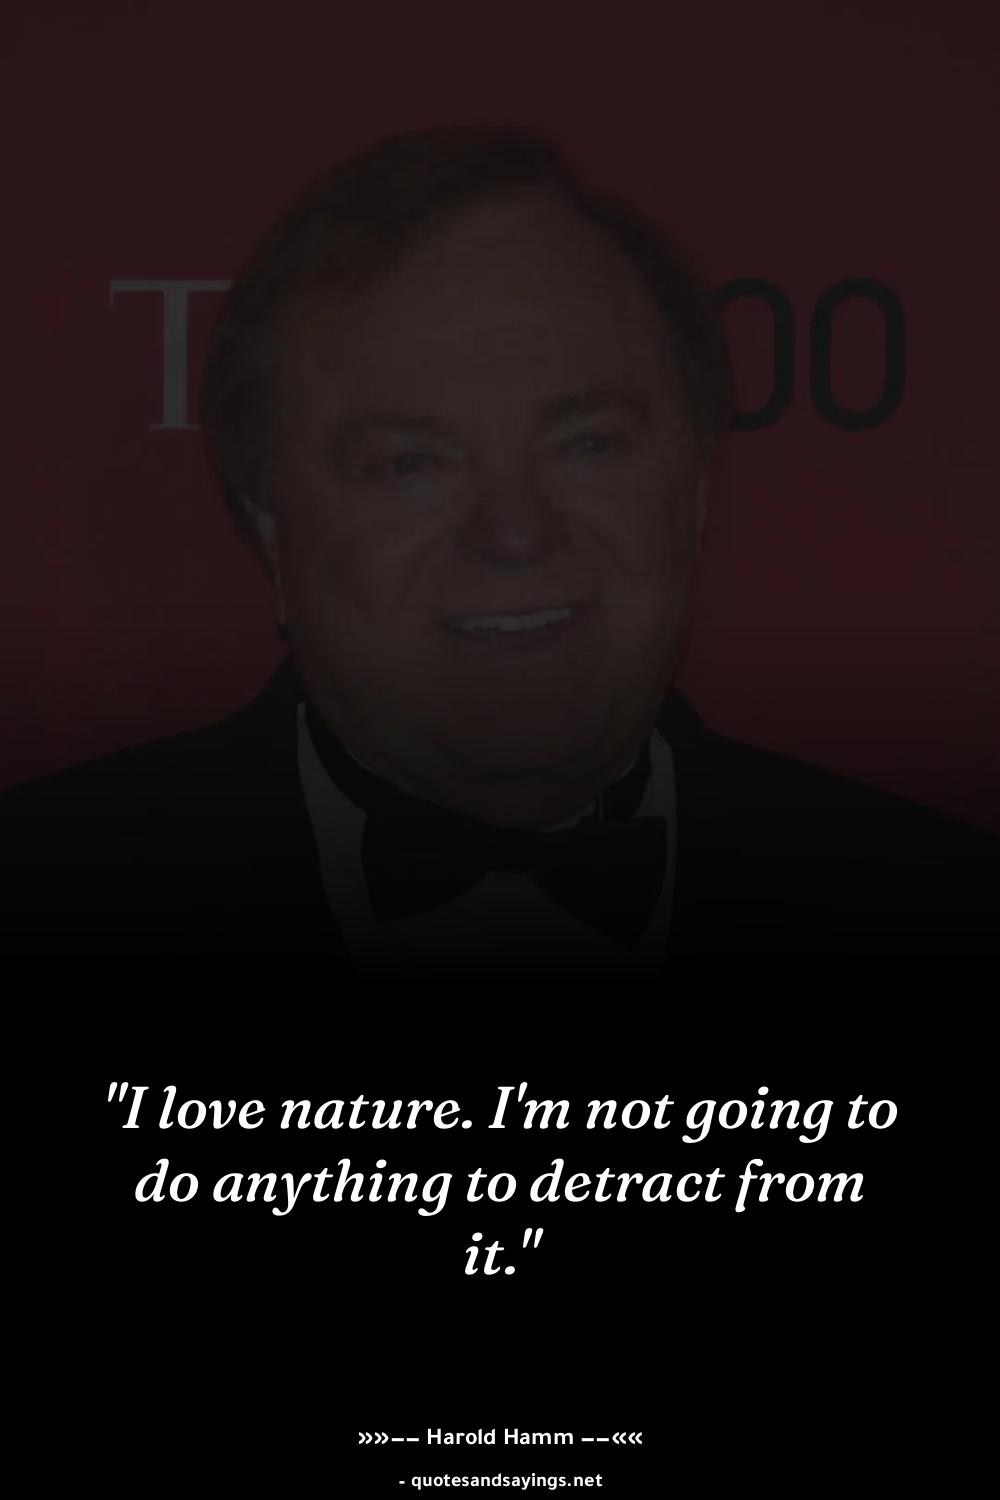 T 00
"I love nature. I'm not going to
do anything to detract from
it."
»»—— Harold Hamm ——««
- quotesandsayings.net